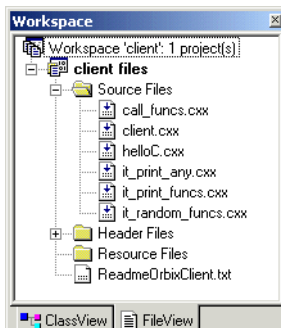 Workspace
Workspace 'client': 1 project(s)
client files
Source Files
call_funcs.cxx
client.cxx
helloC.cxx
it_print_any.cxx
it_print_funcs.cxx
it_random_funcs.cxx
Header Files
Resource Files
ReadmeOrbixClient.txt
ClassView FileView